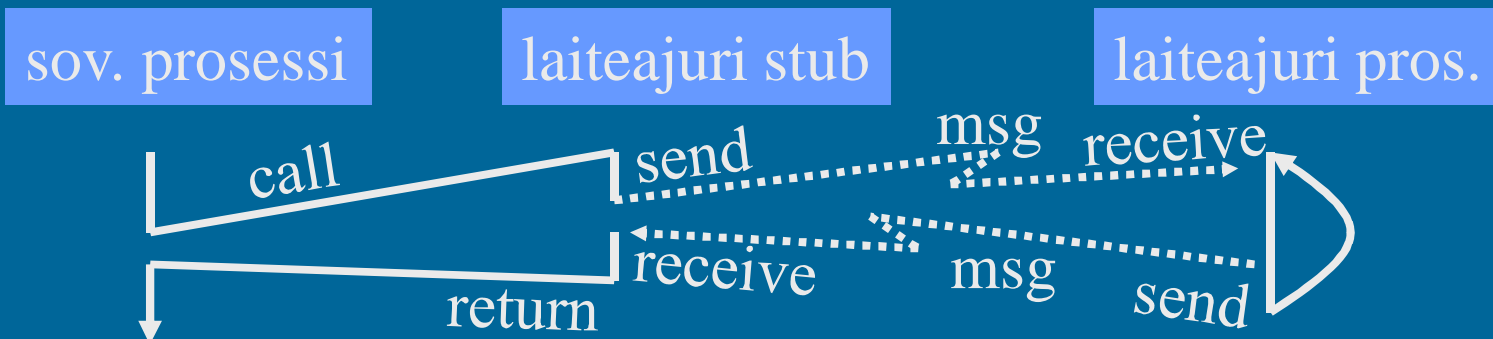 sov. prosessi
laiteajuri stub
laiteajuri pros.
call
send
msg
receive
receive
msg
send
return